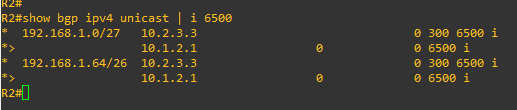 R2#
R2#show bgp ipv4 unicast | i 6500
*  192.168.1.0/27   10.2.3.3                               0 300 6500 i
*>                  10.1.2.1                 0             0 6500 i
*  192.168.1.64/26  10.2.3.3                               0 300 6500 i
*>                  10.1.2.1                 0             0 6500 i
R2#